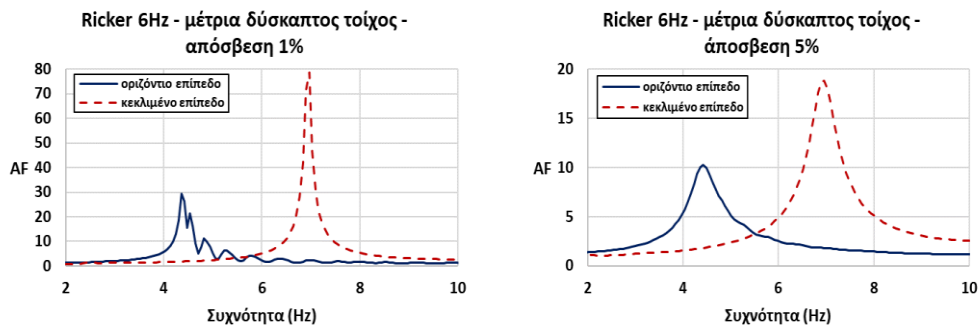 Ricker 6Hz - μέτρια δύσκαπτος τοίχος -
απόσβεση 1%
80
70
60
50
40
30
20
10
0
AF
οριζόντιο επίπεδο
κεκλιμένο επίπεδο
2
4
6
8
10
Συχνότητα (Hz)
Ricker 6Hz - μέτρια δύσκαπτος τοίχος -
άποσβεση 5%
20
15
10
5
0
AF
οριζόντιο επίπεδο
κεκλιμένο επίπεδο
2
4
6
8
10
Συχνότητα (Hz)